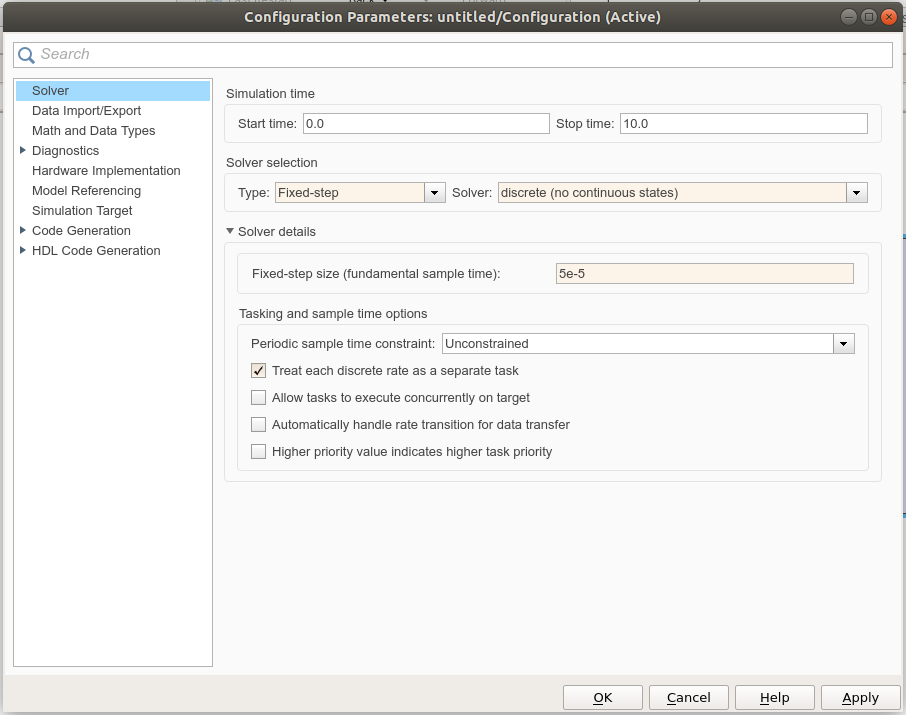 Configuration Parameters: untitled/Configuration (Active)
Search
Solver
Data Import/Export
Math and Data Types
Diagnostics
Hardware Implementation
Model Referencing
Simulation Target
Code Generation
HDL Code Generation
Simulation time
Start time: 0.0 Stop time: 10.0
Solver selection
Type: Fixed-step Solver: discrete (no continuous states)
Solver details
Fixed-step size (fundamental sample time): 5e-5
Tasking and sample time options
Periodic sample time constraint: Unconstrained
Treat each discrete rate as a separate task
Allow tasks to execute concurrently on target
Automatically handle rate transition for data transfer
Higher priority value indicates higher task priority
OK Cancel Help Apply